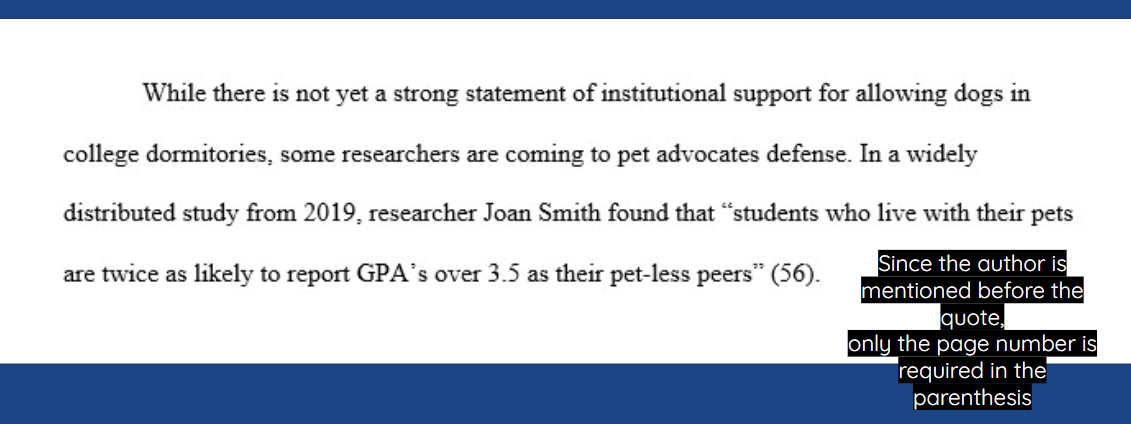 While there is not yet a strong statement of institutional support for allowing dogs in
college dormitories, some researchers are coming to pet advocates defense. In a widely
distributed study from 2019, researcher Joan Smith found that “students who live with their pets
are twice as likely to report GPA’s over 3.5 as their pet-less peers” (56).
Since the author is
mentioned before the
quote,
only the page number is
required in the
parenthesis